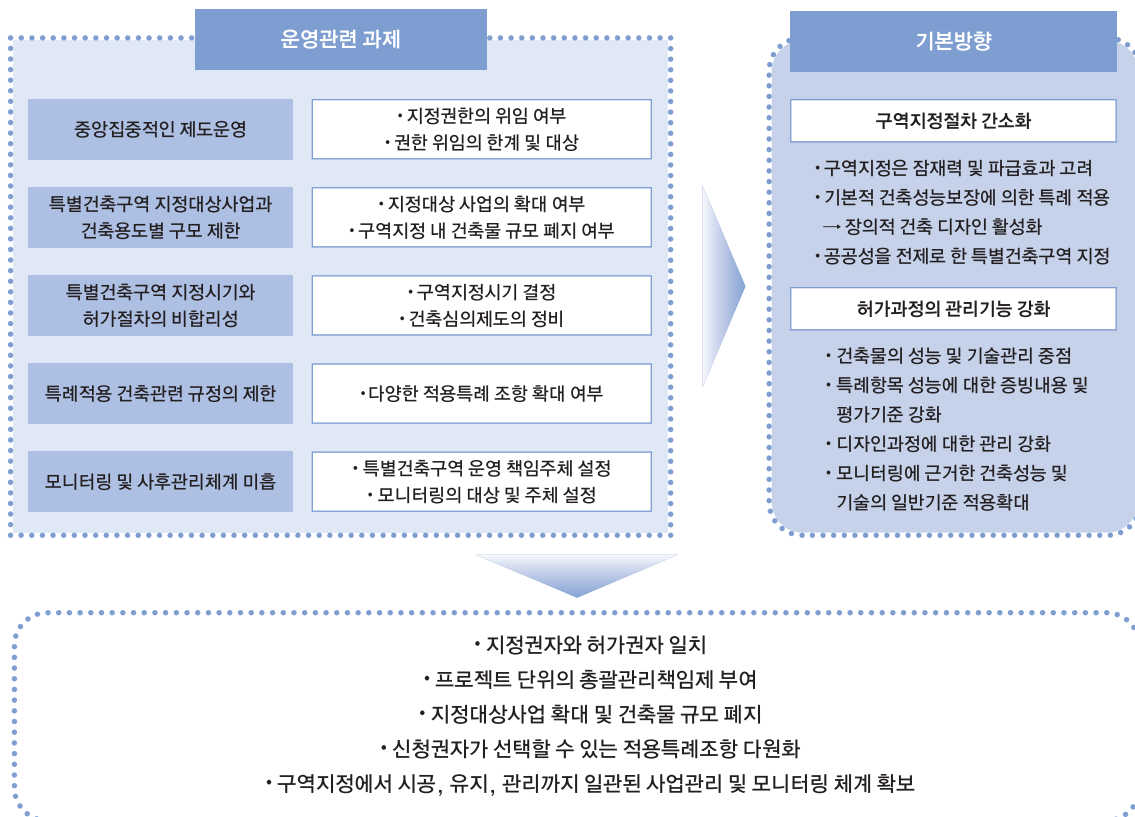 운영관련 과제
중앙집중적인 제도운영
• 지정권한의 위임 여부
• 권한 위임의 한계 및 대상
특별건축구역 지정대상사업과
건축용도별 구모 제한
• 지정대상 사업의 확대 여부
• 구역지정 내 건축물 규모 폐지 여부
특별건축구역 지정시기와
허가절차의 비합리성
• 구역지정시기 결정
• 건축심의제도의 정비
특례적용 건축관련 규정의 제한
• 다양한 적용특례 조항 확대 여부
모니터링 및 사후관리체계 미흡
• 특별건축구역 운영 책임주체 설정
• 모니터링의 대상 및 주체 설정
기본방향
구역지정절차 간소화
• 구역지정은 잠재력 및 파급효과 고려
• 기본적 건축성능보장에 의한 특례 적용
→ 장의적 건축 디자인 활성화
• 공공성을 전제로 한 특별건축구역 지정
허가과정의 관리기능 강화
• 건축물의 성능 및 기술관리 중점
• 특례항목 성능에 대한 증빙내용 및
평가기준 강화
• 디자인과정에 대한 관리 강화
• 모니터링에 근거한 건축성능 및
기술의 일반기준 적용확대
• 지정권자와 허가권자 일치
• 프로젝트 단위의 총괄관리책임제 부여
• 지정대상사업 확대 및 건축물 규모 폐지
• 신청권자가 선택할 수 있는 적용특례조항 다원화
• 구역지정에서 시공, 유지, 관리까지 일관된 사업관리 및 모니터링 체계 확보